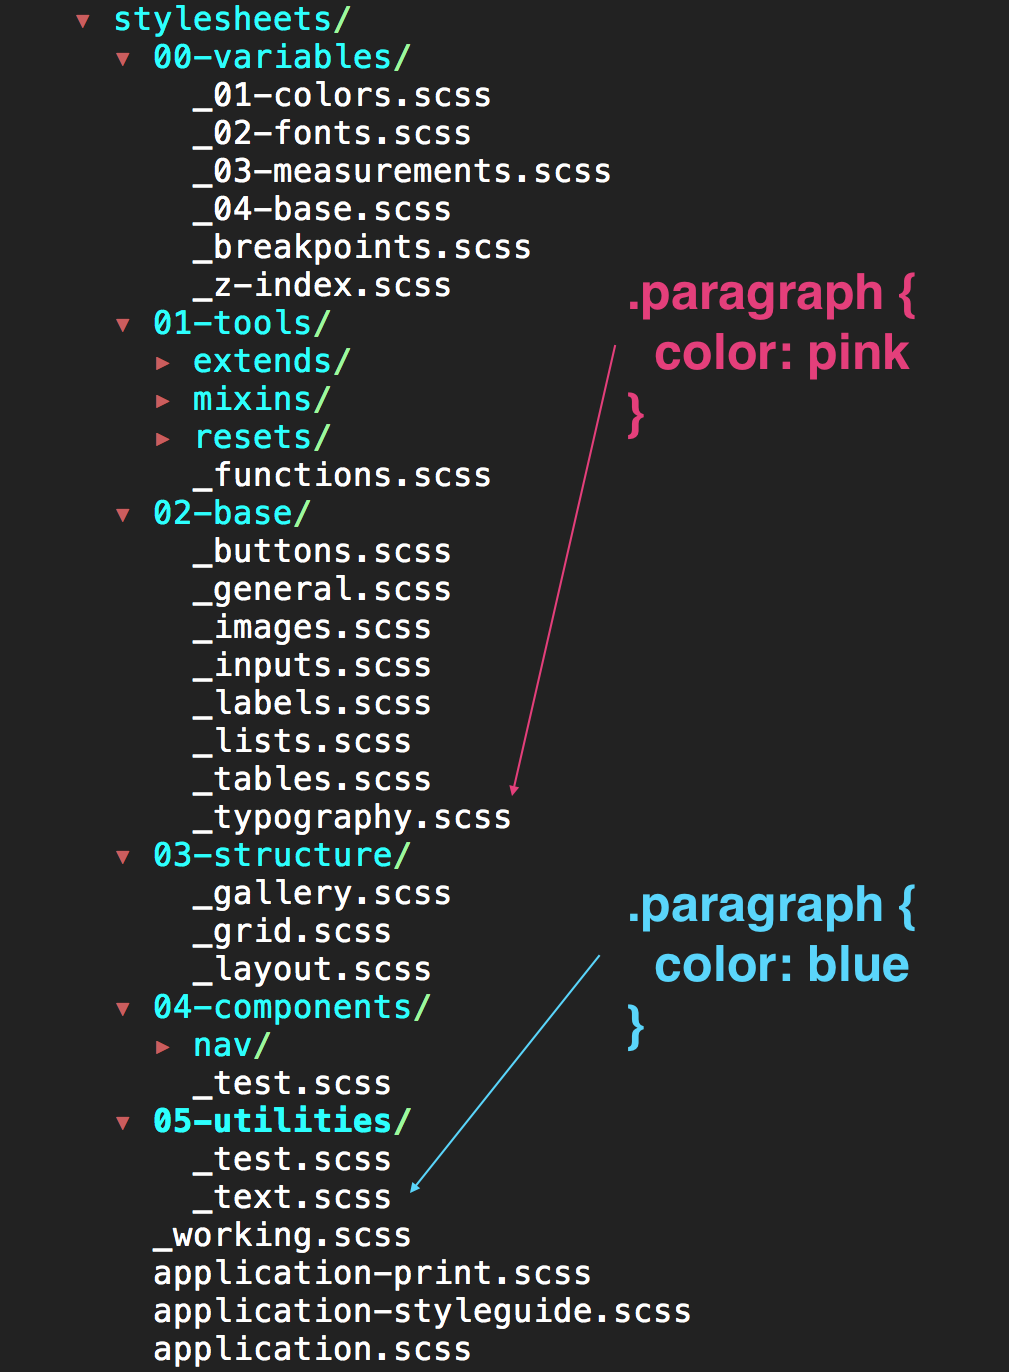 stylesheets/
00-variables/
_01-colors.scss
_02-fonts.scss
_03-measurements.scss
_04-base.scss
_breakpoints.scss
_z-index.scss
01-tools/
extends/
mixins/
resets/
_functions.scss
02-base/
_buttons.scss
_general.scss
_images.scss
_inputs.scss
_labels.scss
_lists.scss
_tables.scss
_typography.scss
03-structure/
_gallery.scss
_grid.scss
_layout.scss
04-components/
nav/
_test.scss
05-utilities/
_test.scss
_text.scss
_working.scss
application-print.scss
application-styleguide.scss
application.scss
.paragraph {
color: pink
}
.paragraph {
color: blue
}